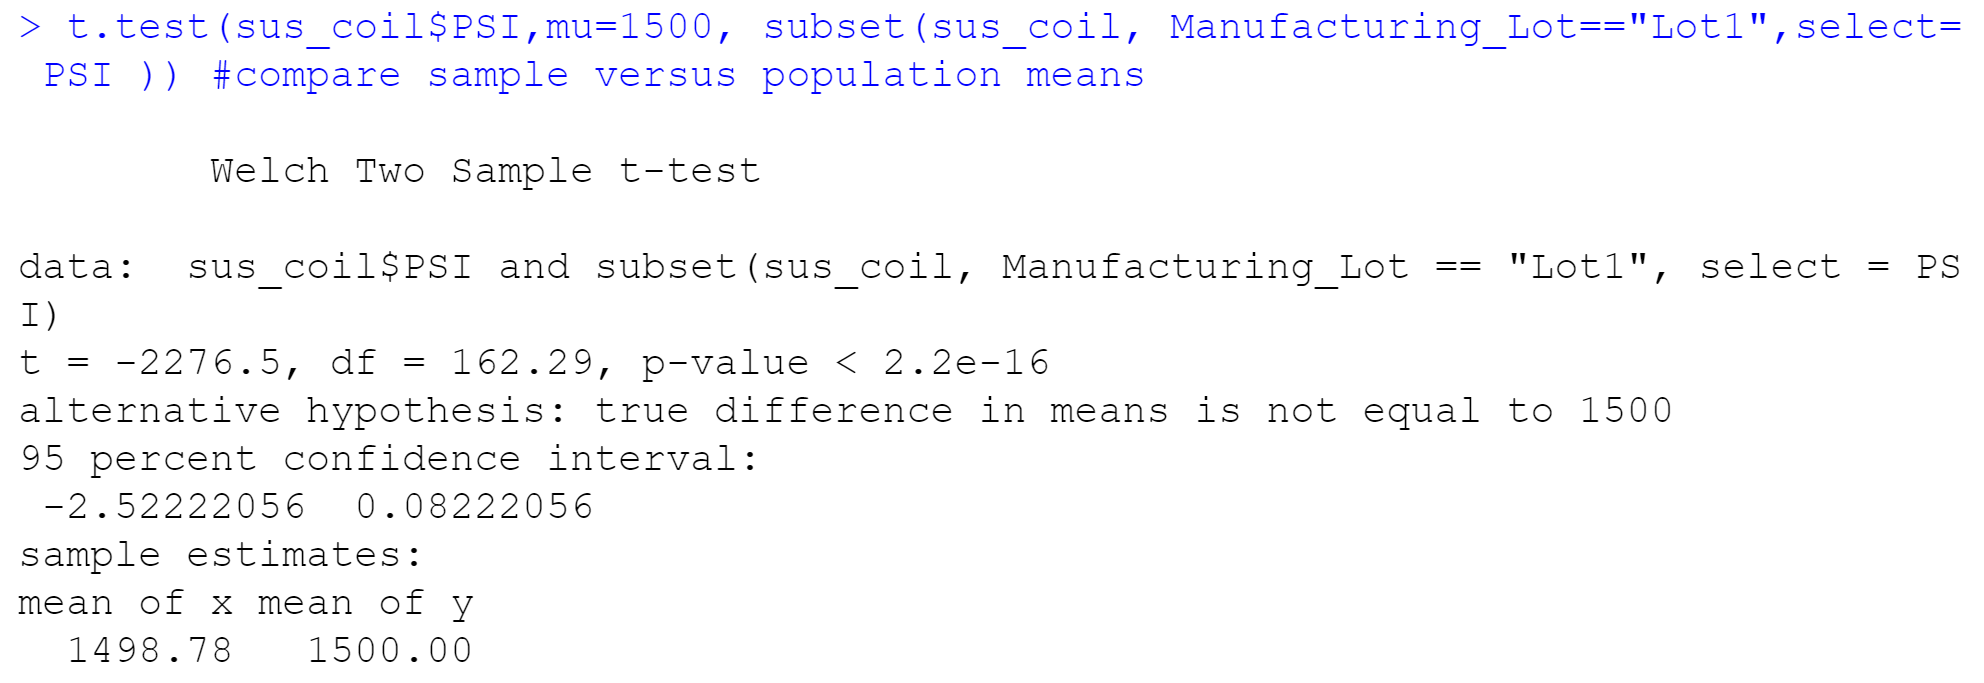 > t.test(sus_coil$PSI,mu=1500, subset(sus_coil, Manufacturing_Lot=="Lot1",select=
 PSI )) #compare sample versus population means
        Welch Two Sample t-test
data:  sus_coil$PSI and subset(sus_coil, Manufacturing_Lot == "Lot1", select = PS
I)
t = -2276.5, df = 162.29, p-value < 2.2e-16
alternative hypothesis: true difference in means is not equal to 1500
95 percent confidence interval:
 -2.52222056  0.08222056
sample estimates:
mean of x mean of y
  1498.78   1500.00